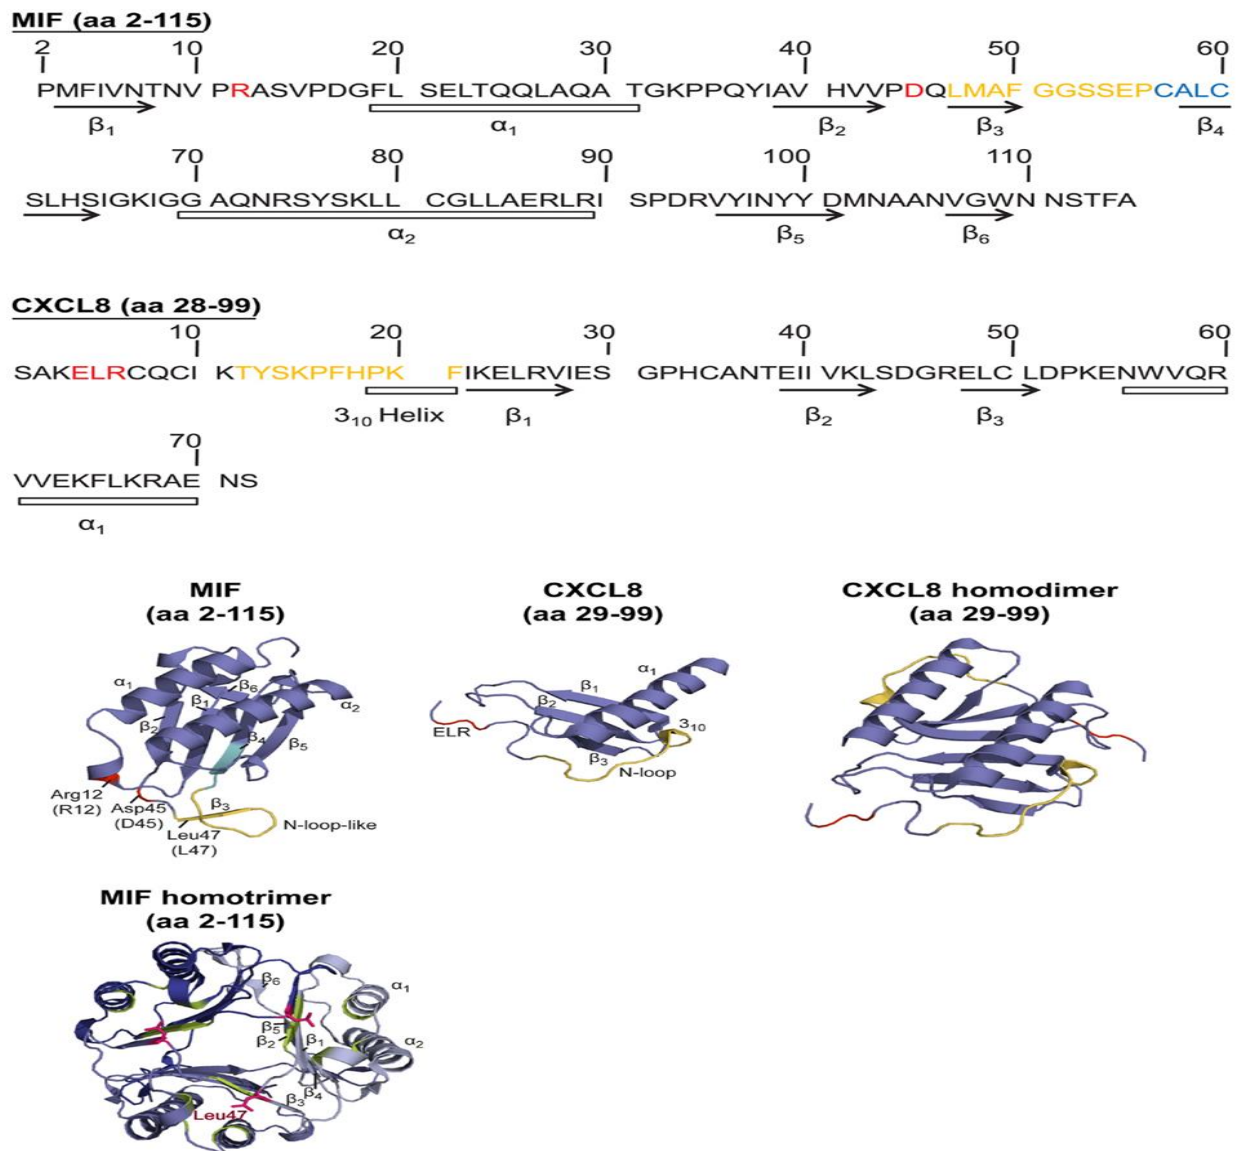 MIF (aa 2-115)
2 10 20 30 40 50 60
PMFIVNTNV PRASVPDGFL SELTQQLAQA TGKPPQYIAV HVVPDQLMAF GGSSEPCALC
β1 α1 β2 β3 β4
70 80 90 100 110
SLHSIGKIGG AQNRSYSKLL CGLLAERLRI SPDRVYINYY DMNAANVGWN NSTFA
α2 β5 β6
CXCL8 (aa 28-99)
10 20 30 40 50 60
SAKELRCQCI KTYSKPFHPK FIKELRVIES GPHCANTEII VKLSDGRELC LDPKENWVQR
310 Helix β1 β2 β3
70
VVEKFLKRAE NS
α1
MIF
(aa 2-115)
α1
β6
β1
α2
β2
β4
β5
Arg12
(R12)
Asp45
(D45)
β3
Leu47
(L47)
N-loop-like
CXCL8
(aa 29-99)
α1
β1
β2
310
ELR
β3
N-loop
CXCL8 homodimer
(aa 29-99)
MIF homotrimer
(aa 2-115)
β6
α1
β5
β2
β1
α2
β3
β4
Leu47